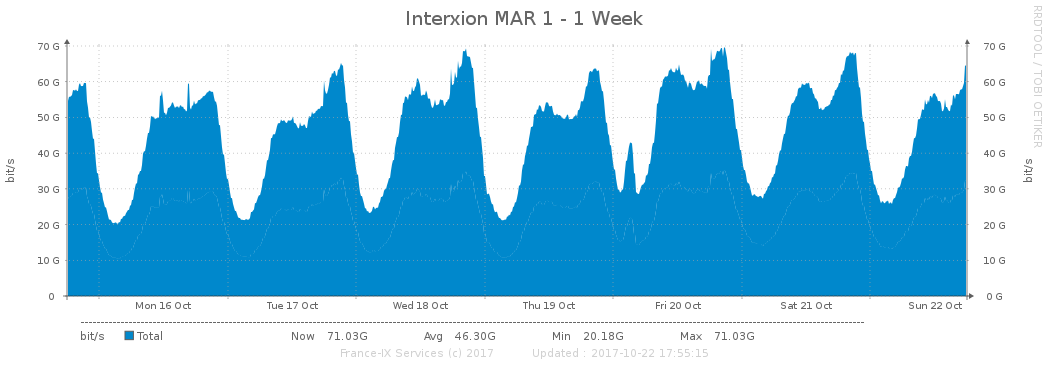 Interxion MAR 1 - 1 Week
RRDTOOL / TOBI OETIKER
bit/s
70 G 70 G
60 G 60 G
50 G 50 G
40 G 40 G
30 G 30 G
20 G 20 G
10 G 10 G
0 0 G
bit/s
Mon 16 Oct Tue 17 Oct Wed 18 Oct Thu 19 Oct Fri 20 Oct Sat 21 Oct Sun 22 Oct
bit/s Total Now 71.03G Avg 46.30G Min 20.18G Max 71.03G
France-IX Services (c) 2017 Updated : 2017-10-22 17:55:15